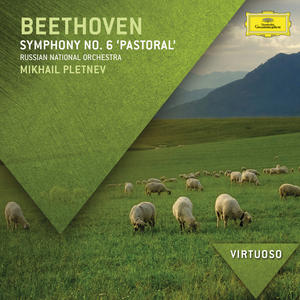 Deutsche
Grammophon
BEETHOVEN
SYMPHONY NO. 6 'PASTORAL'
RUSSIAN NATIONAL ORCHESTRA
MIKHAIL PLETNEV
VIRTUOSO